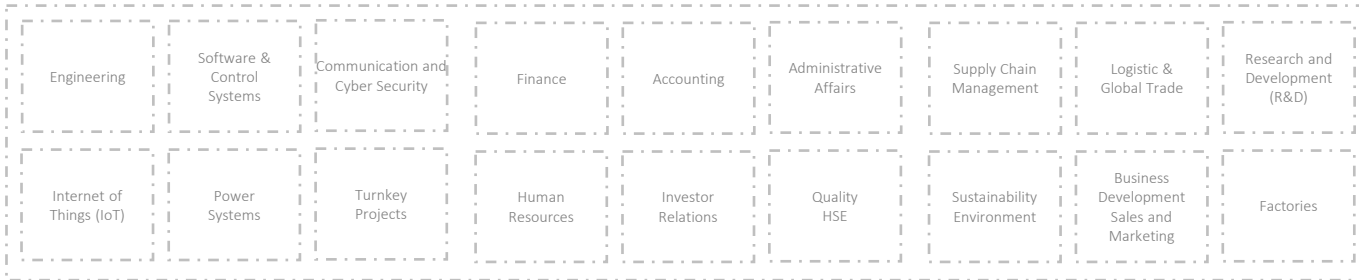 Engineering
Software &
Control
Systems
Communication and
Cyber Security
Finance
Accounting
Administrative
Affairs
Supply Chain
Management
Logistic &
Global Trade
Research and
Development
(R&D)
Internet of
Things (IoT)
Power
Systems
Turnkey
Projects
Human
Resources
Investor
Relations
Quality
HSE
Sustainability
Environment
Business
Development
Sales and
Marketing
Factories